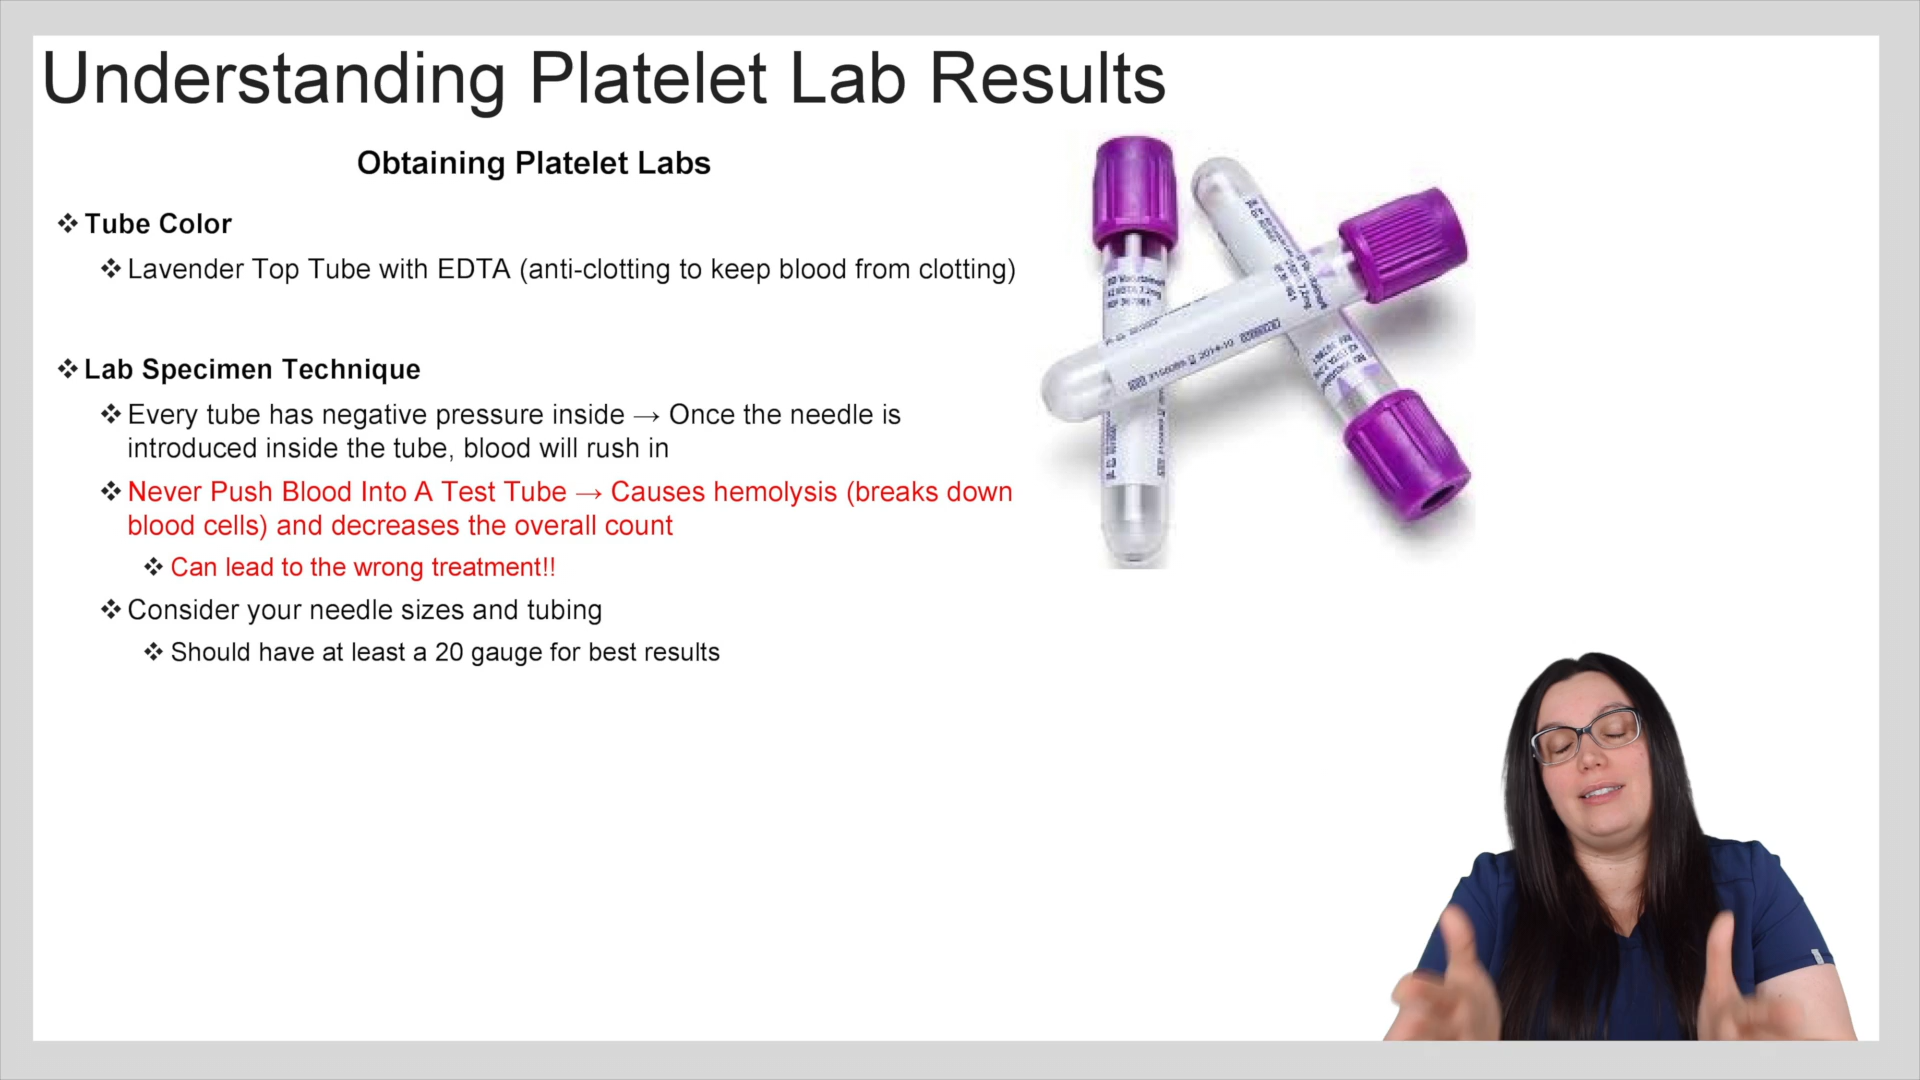 Understanding Platelet Lab Results
Obtaining Platelet Labs
❖ Tube Color
❖ Lavender Top Tube with EDTA (anti-clotting to keep blood from clotting)
❖ Lab Specimen Technique
❖ Every tube has negative pressure inside → Once the needle is
introduced inside the tube, blood will rush in
❖ Never Push Blood Into A Test Tube → Causes hemolysis (breaks down
blood cells) and decreases the overall count
❖ Can lead to the wrong treatment!!
❖ Consider your needle sizes and tubing
❖ Should have at least a 20 gauge for best results
2014-10